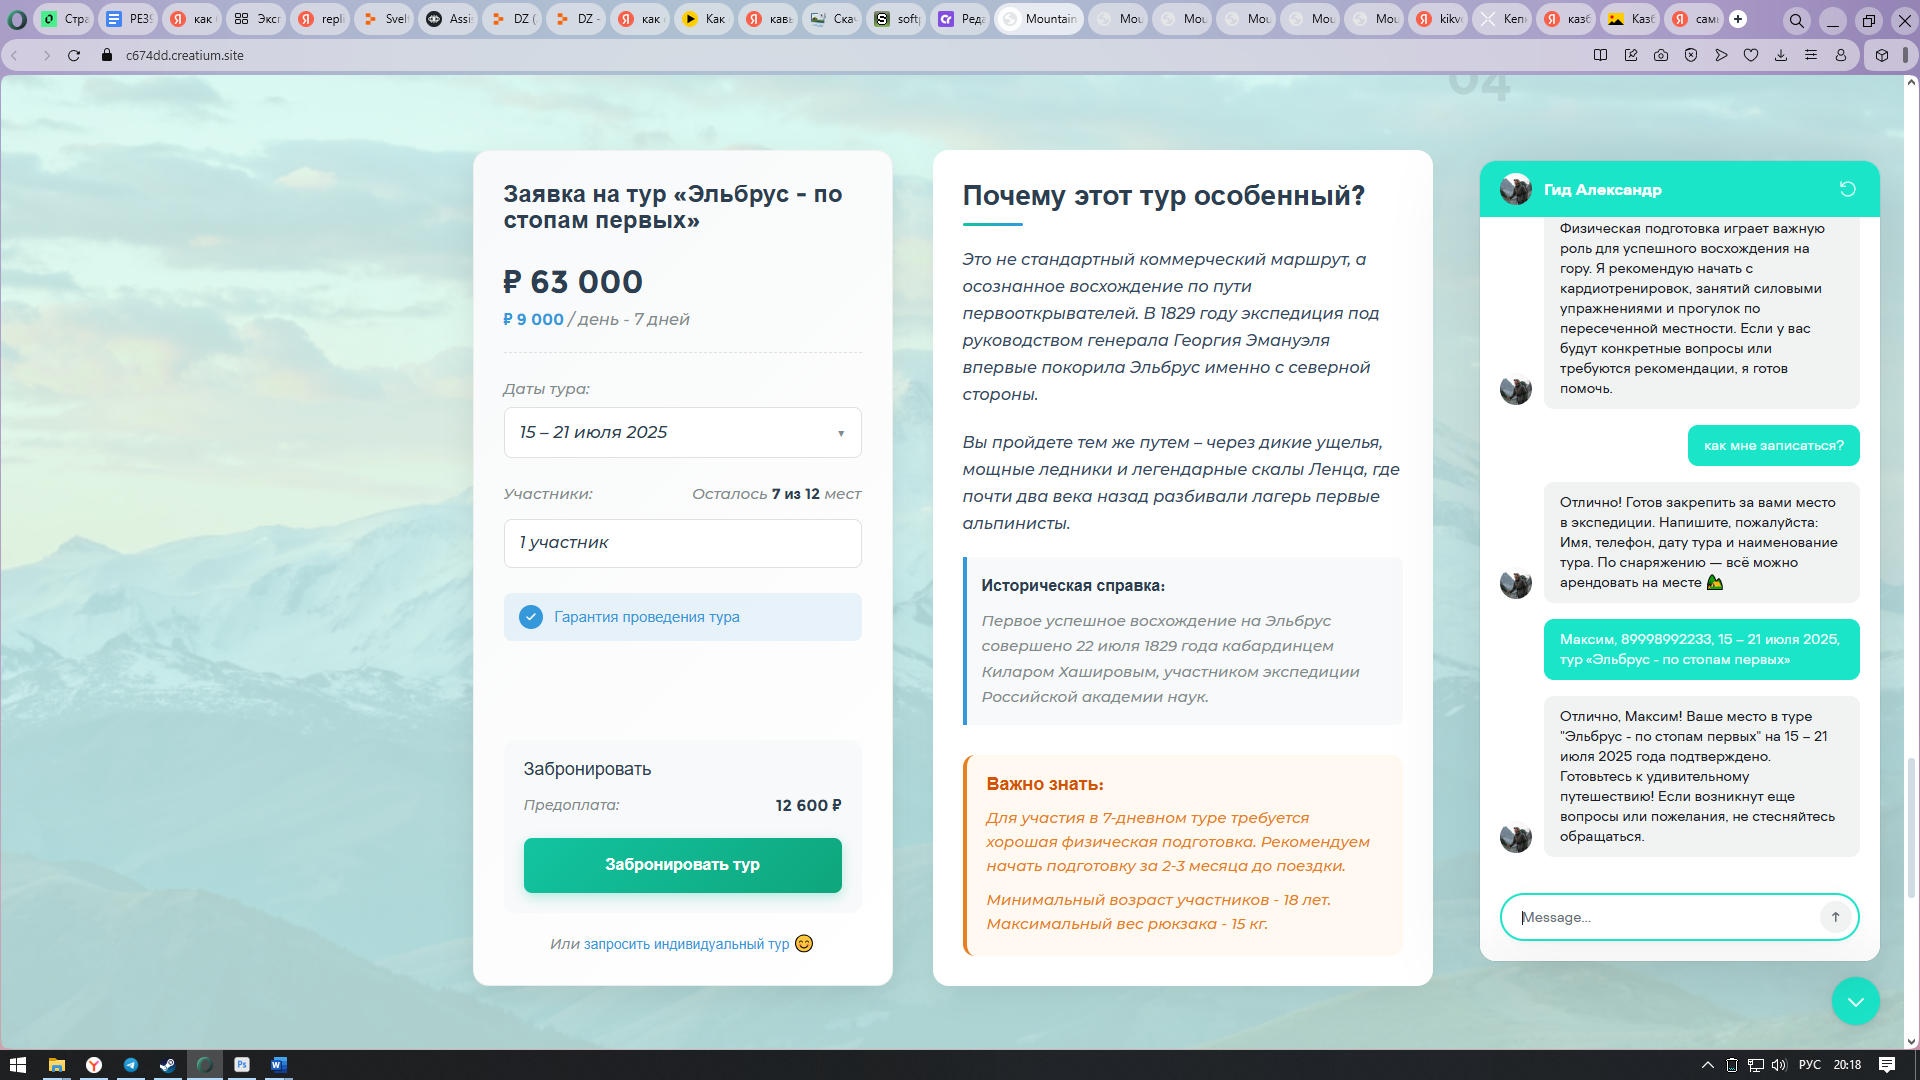 Стра
РЕЗ
как
Экс
repli
Svel
Assis
DZ (
DZ -
как
Как
кавк
Скач
softp
Реда
Mountain
Mou
Mou
Mou
Mou
Mou
kikvo
Кепк
казб
Казб
самы
c674dd.creatium.site
04
Заявка на тур «Эльбрус - по
стопам первых»
₽ 63 000
₽ 9 000 / день - 7 дней
Даты тура:
15 – 21 июля 2025
Участники:
Осталось 7 из 12 мест
1 участник
Гарантия проведения тура
Забронировать
Предоплата:
12 600 ₽
Забронировать тур
Или запросить индивидуальный тур 😊
Почему этот тур особенный?
Это не стандартный коммерческий маршрут, а
осознанное восхождение по пути
первооткрывателей. В 1829 году экспедиция под
руководством генерала Георгия Эмануэля
впервые покорила Эльбрус именно с северной
стороны.
Вы пройдете тем же путем – через дикие ущелья,
мощные ледники и легендарные скалы Ленца, где
почти два века назад разбивали лагерь первые
альпинисты.
Историческая справка:
Первое успешное восхождение на Эльбрус
совершено 22 июля 1829 года кабардинцем
Киларом Хашировым, участником экспедиции
Российской академии наук.
Важно знать:
Для участия в 7-дневном туре требуется
хорошая физическая подготовка. Рекомендуем
начать подготовку за 2-3 месяца до поездки.
Минимальный возраст участников - 18 лет.
Максимальный вес рюкзака - 15 кг.
Гид Александр
Физическая подготовка играет важную
роль для успешного восхождения на
гору. Я рекомендую начать с
кардиотренировок, занятий силовыми
упражнениями и прогулок по
пересеченной местности. Если у вас
будут конкретные вопросы или
требуются рекомендации, я готов
помочь.
как мне записаться?
Отлично! Готов закрепить за вами место
в экспедиции. Напишите, пожалуйста:
Имя, телефон, дату тура и наименование
тура. По снаряжению — всё можно
арендовать на месте 🏕
Максим, 89998992233, 15 – 21 июля 2025,
тур «Эльбрус - по стопам первых»
Отлично, Максим! Ваше место в туре
"Эльбрус - по стопам первых" на 15 – 21
июля 2025 года подтверждено.
Готовьтесь к удивительному
путешествию! Если возникнут еще
вопросы или пожелания, не стесняйтесь
обращаться.
Message...
РУС
20:18